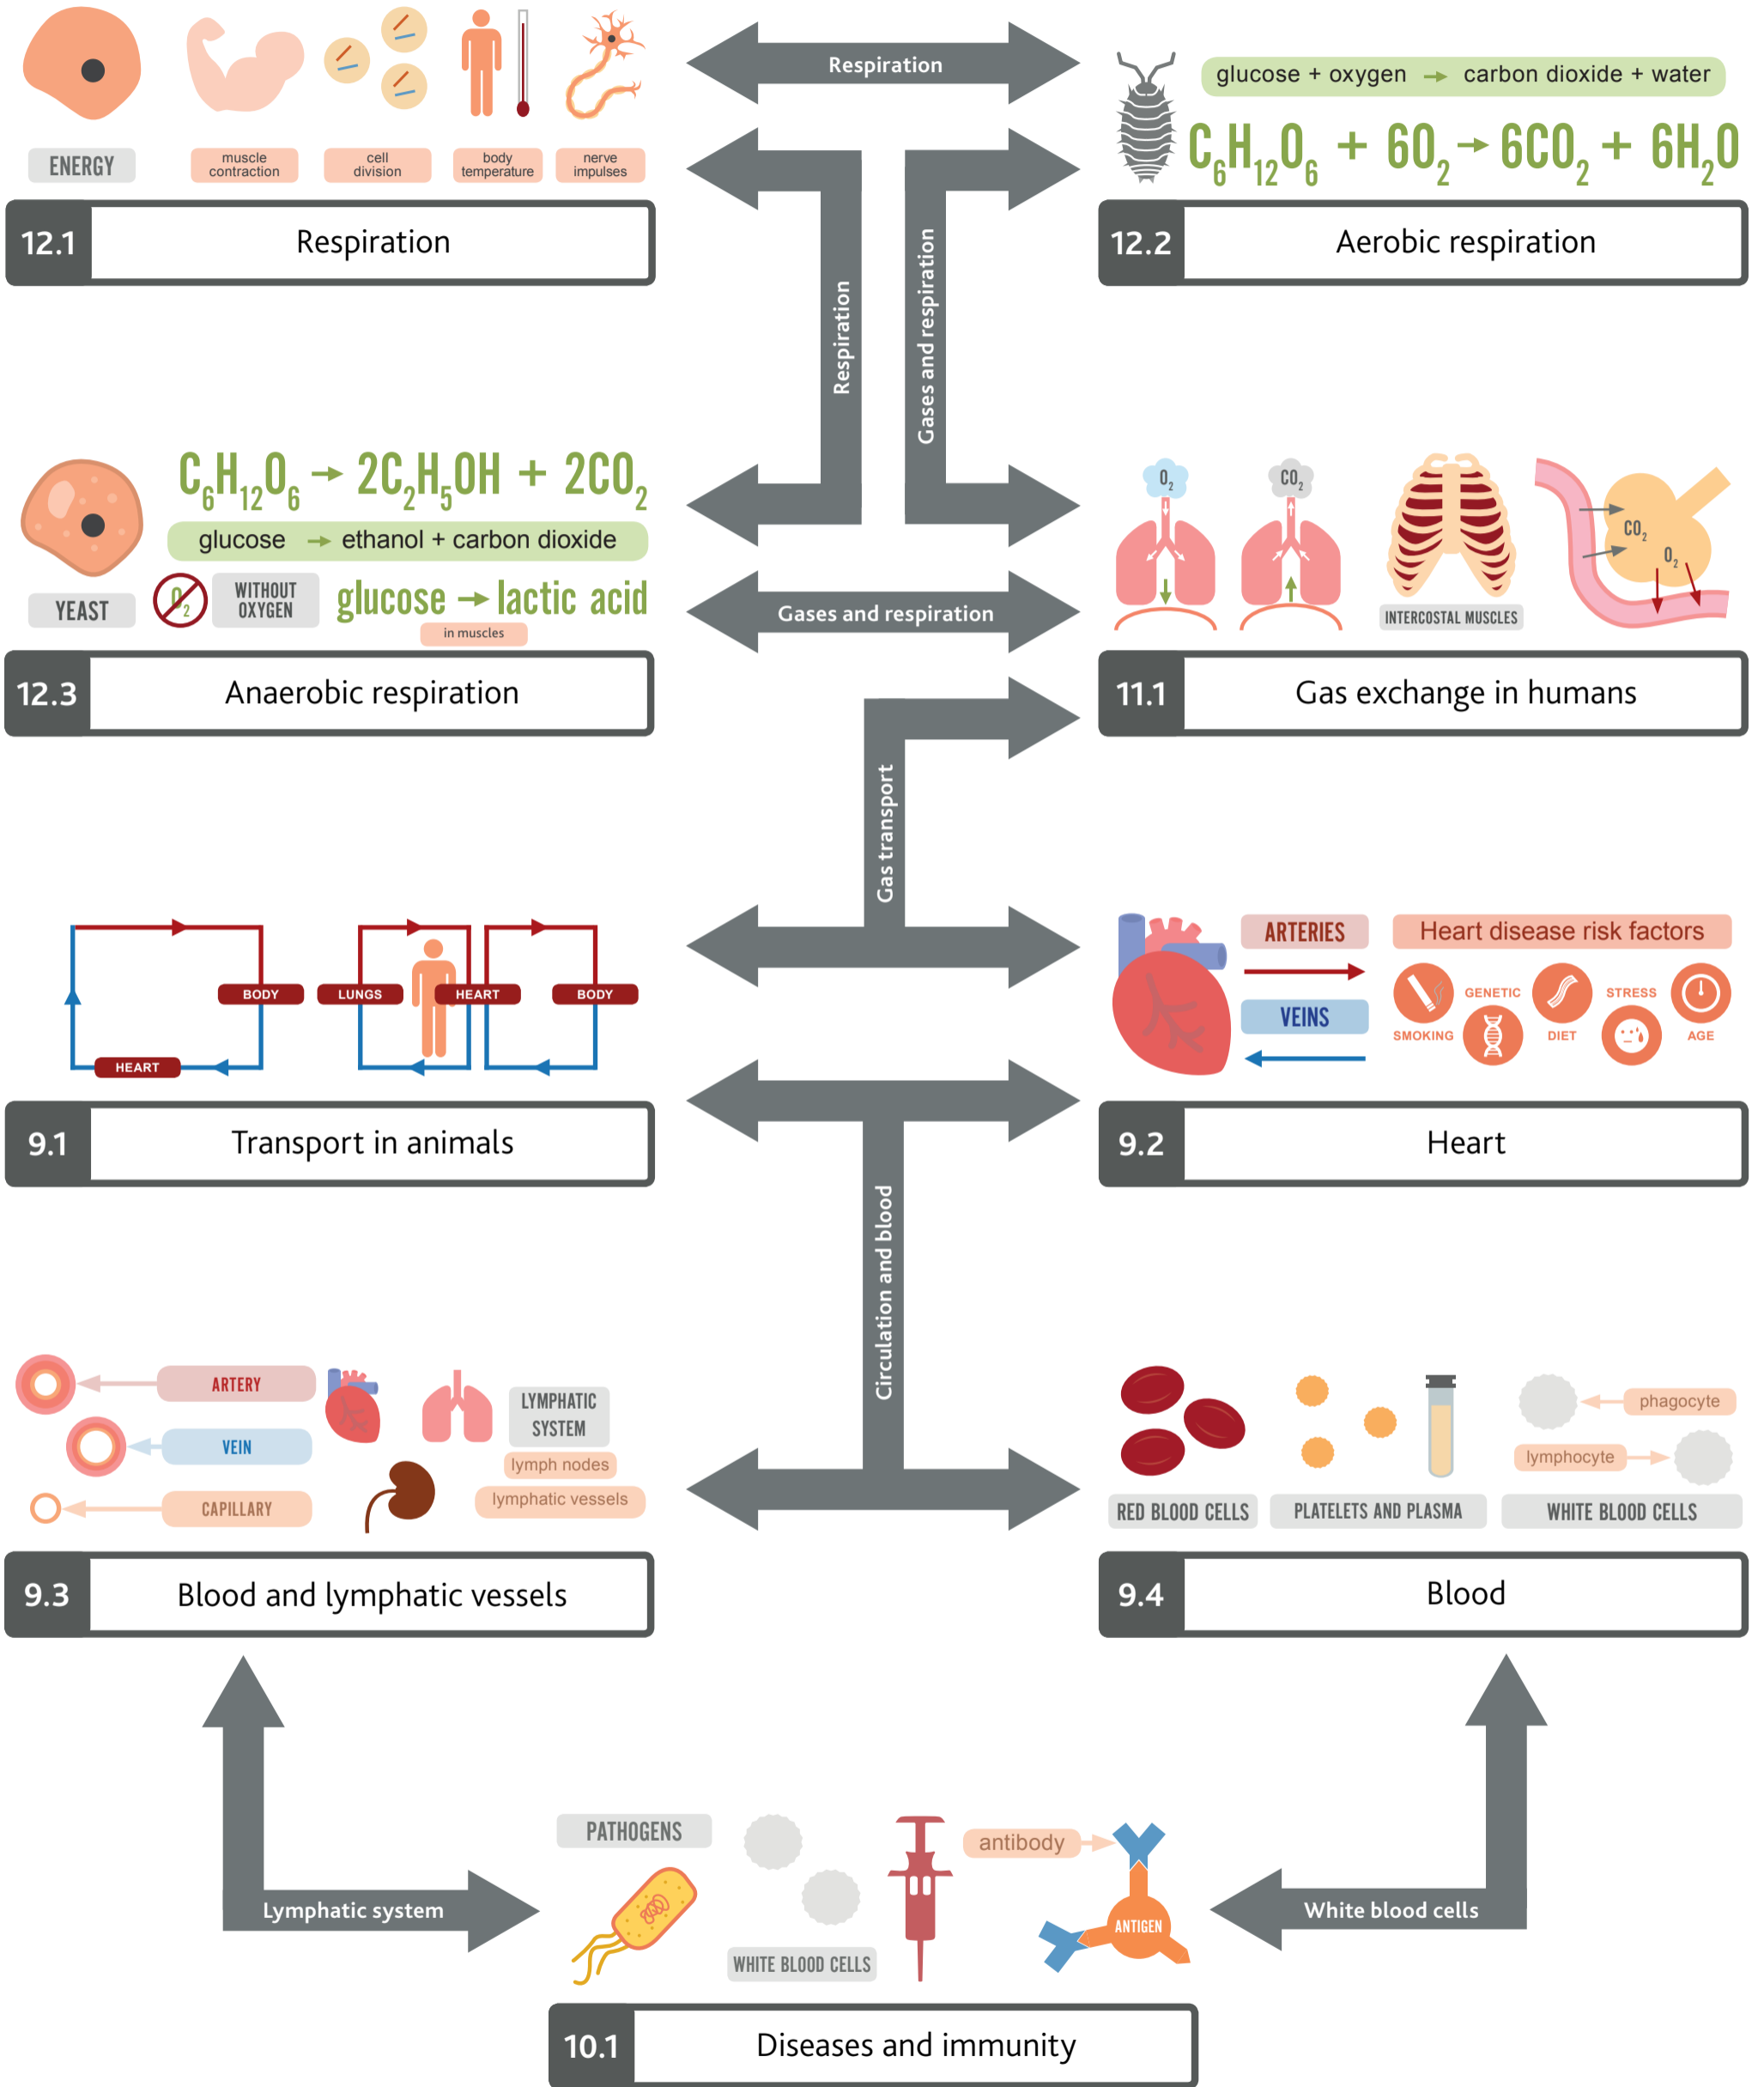 ENERGY
muscle
contraction
cell
division
body
temperature
nerve
impulses
12.1 Respiration
Respiration
glucose + oxygen → carbon dioxide + water
C₆H₁₂O₆ + 6O₂ → 6CO₂ + 6H₂O
12.2 Aerobic respiration
Respiration
Gases and respiration
C₆H₁₂O₆ → 2C₂H₅OH + 2CO₂
glucose → ethanol + carbon dioxide
YEAST
O₂
WITHOUT
OXYGEN
glucose → lactic acid
in muscles
12.3 Anaerobic respiration
Gases and respiration
O₂
CO₂
INTERCOSTAL MUSCLES
CO₂
O₂
11.1 Gas exchange in humans
Gas transport
BODY
HEART
LUNGS
HEART
BODY
9.1 Transport in animals
ARTERIES
VEINS
Heart disease risk factors
SMOKING
GENETIC
DIET
STRESS
AGE
9.2 Heart
Circulation and blood
ARTERY
VEIN
CAPILLARY
LYMPHATIC
SYSTEM
lymph nodes
lymphatic vessels
9.3 Blood and lymphatic vessels
RED BLOOD CELLS
PLATELETS AND PLASMA
phagocyte
lymphocyte
WHITE BLOOD CELLS
9.4 Blood
Lymphatic system
PATHOGENS
WHITE BLOOD CELLS
antibody
ANTIGEN
White blood cells
10.1 Diseases and immunity